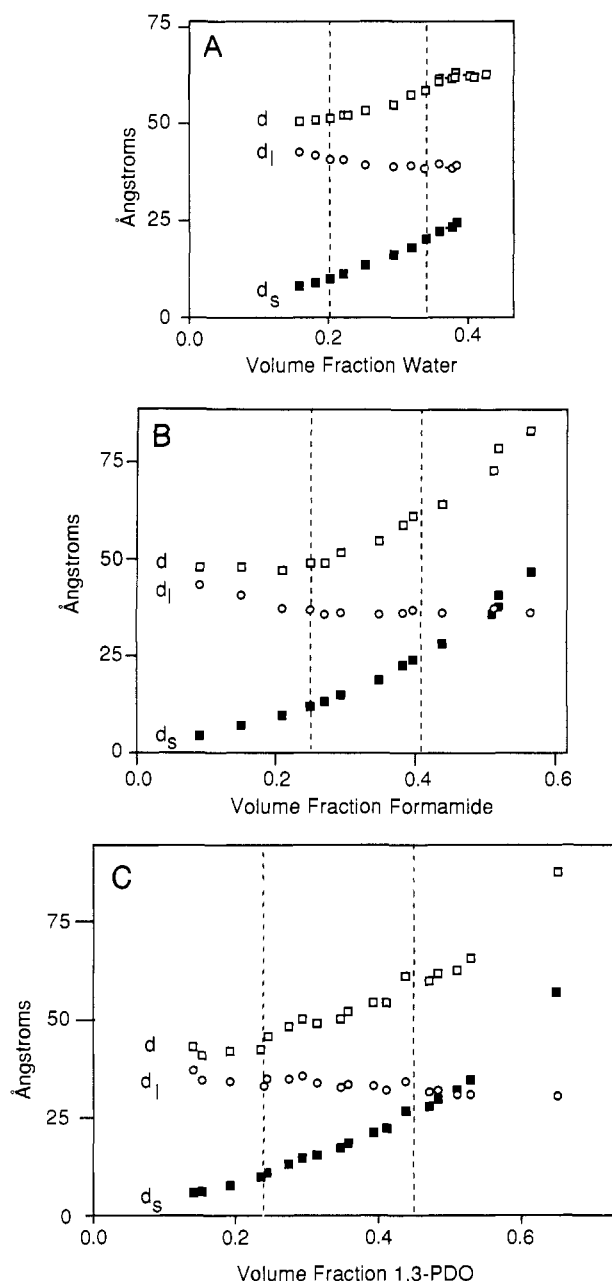 A
75
d
50
d_l
25
d_s
0
0.0 0.2 0.4
Ångstroms
Volume Fraction Water
B
75
50
d
d_l
25
d_s
0
0.0 0.2 0.4 0.6
Ångstroms
Volume Fraction Formamide
C
75
50
d
d_l
25
d_s
0
0.0 0.2 0.4 0.6
Ångstroms
Volume Fraction 1,3-PDO